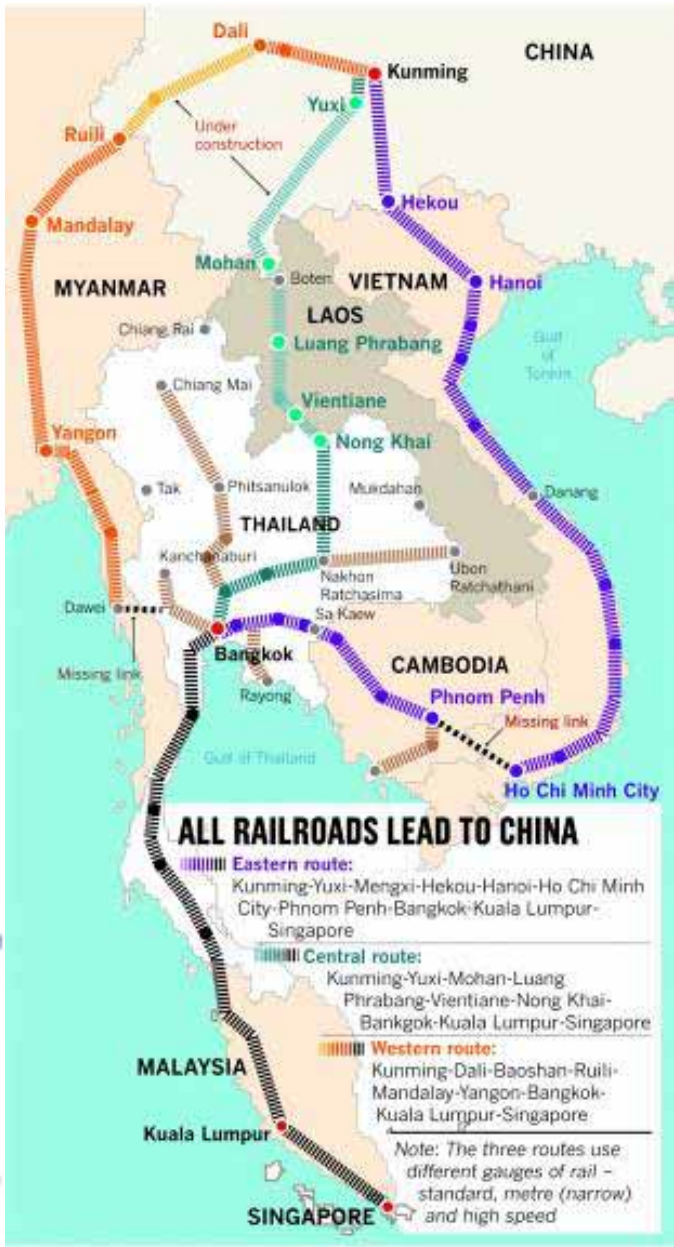 Dali
CHINA
Kunming
Yuxi
Under
construction
Ruili
Hekou
Mandalay
Mohan
Boten
VIETNAM
Hanoi
MYANMAR
LAOS
Chiang Rai
Luang Phrabang
Gulf
of
Tonkin
Chiang Mai
Vientiane
Yangon
Nong Khai
Tak
Phitsanulok
Mukdahan
Danang
THAILAND
Kanchanaburi
Nakhon
Ratchasima
Ubon
Ratchathani
Dawei
Sa Kaew
Bangkok
CAMBODIA
Missing link
Rayong
Phnom Penh
Missing link
Gulf of Thailand
Ho Chi Minh City
ALL RAILROADS LEAD TO CHINA
Eastern route:
Kunming-Yuxi-Mengxi-Hekou-Hanoi-Ho Chi Minh
City-Phnom Penh-Bangkok-Kuala Lumpur-
Singapore
Central route:
Kunming-Yuxi-Mohan-Luang
Phrabang-Vientiane-Nong Khai-
Bankgok-Kuala Lumpur-Singapore
Western route:
Kunming-Dali-Baoshan-Ruili-
Mandalay-Yangon-Bangkok-
Kuala Lumpur-Singapore
Note: The three routes use
different gauges of rail –
standard, metre (narrow)
and high speed
MALAYSIA
Kuala Lumpur
SINGAPORE